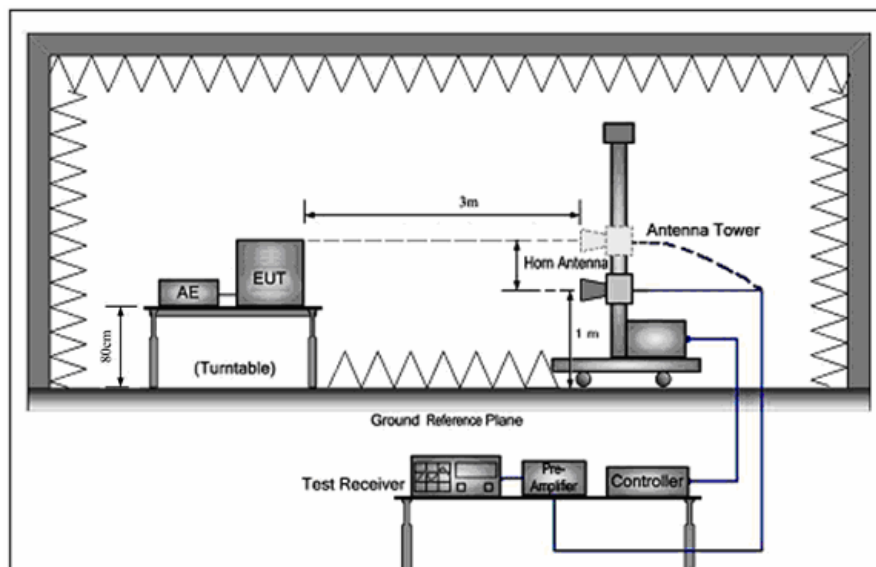 3m
Antenna Tower
Horn Antenna
EUT
AE
80cm
(Turntable)
1 m
Ground Reference Plane
Test Receiver
Pre-
Amplifier
Controller